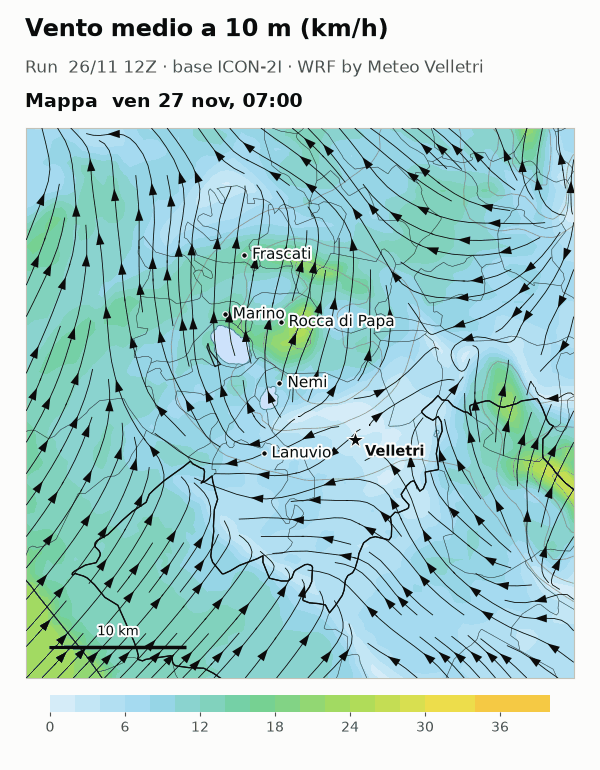 Vento medio a 10 m (km/h)
Run  26/11 12Z · base ICON-2I · WRF by Meteo Velletri
Mappa  ven 27 nov, 07:00
Frascati
Marino
Rocca di Papa
Nemi
Lanuvio
Velletri
10 km
0 6 12 18 24 30 36